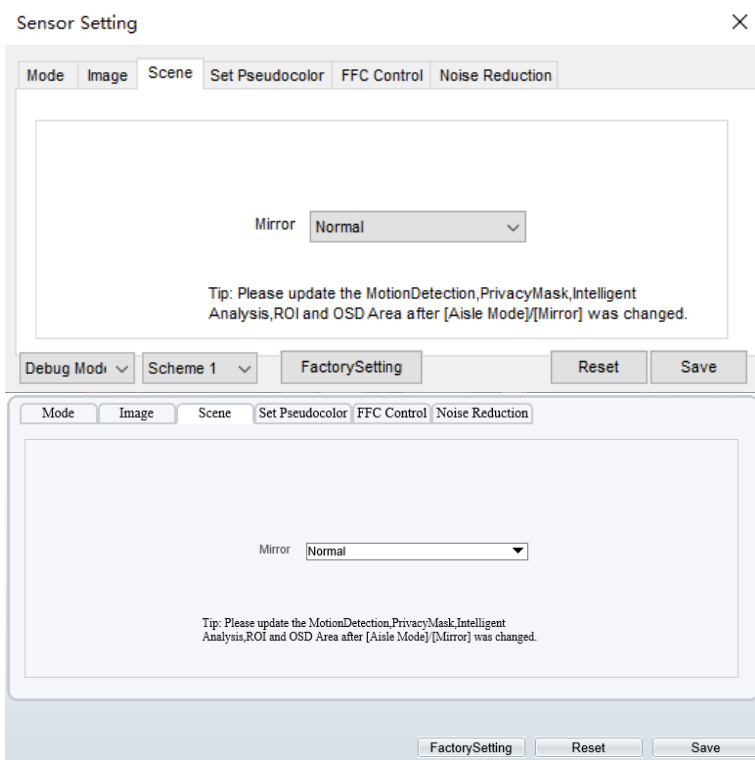 Sensor Setting
Mode Image Scene Set Pseudocolor FFC Control Noise Reduction
Mirror Normal
Tip: Please update the MotionDetection,PrivacyMask,Intelligent
Analysis,ROI and OSD Area after [Aisle Mode]/[Mirror] was changed.
Debug Mod Scheme 1 FactorySetting Reset Save
Mode Image Scene Set Pseudocolor FFC Control Noise Reduction
Mirror Normal
Tip: Please update the MotionDetection,PrivacyMask,Intelligent
Analysis,ROI and OSD Area after [Aisle Mode]/[Mirror] was changed.
FactorySetting Reset Save